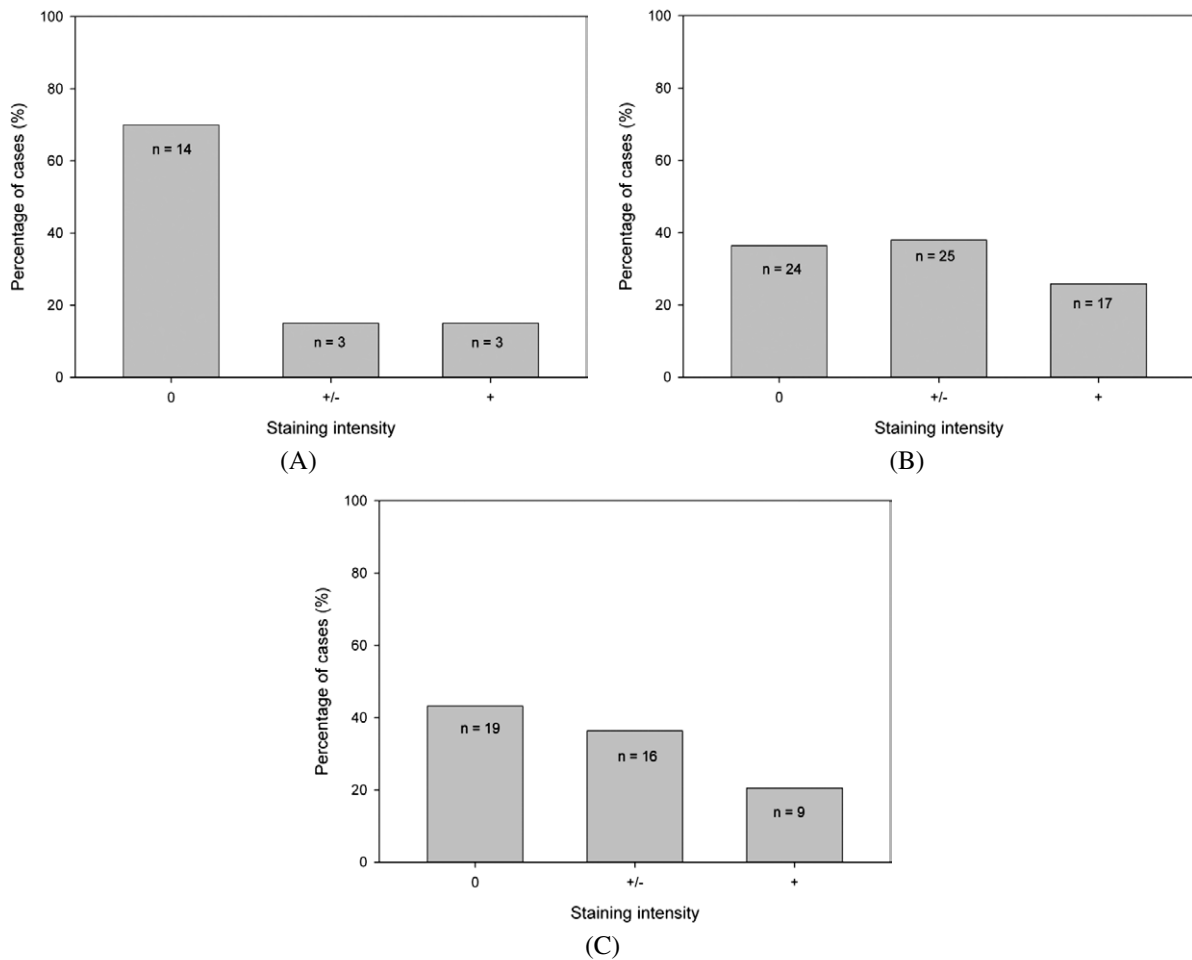 Percentage of cases (%)
100
80
60
40
20
0
n = 14
n = 3
n = 3
0 +/- +
Staining intensity
(A)
Percentage of cases (%)
100
80
60
40
20
0
n = 24
n = 25
n = 17
0 +/- +
Staining intensity
(B)
Percentage of cases (%)
100
80
60
40
20
0
n = 19
n = 16
n = 9
0 +/- +
Staining intensity
(C)